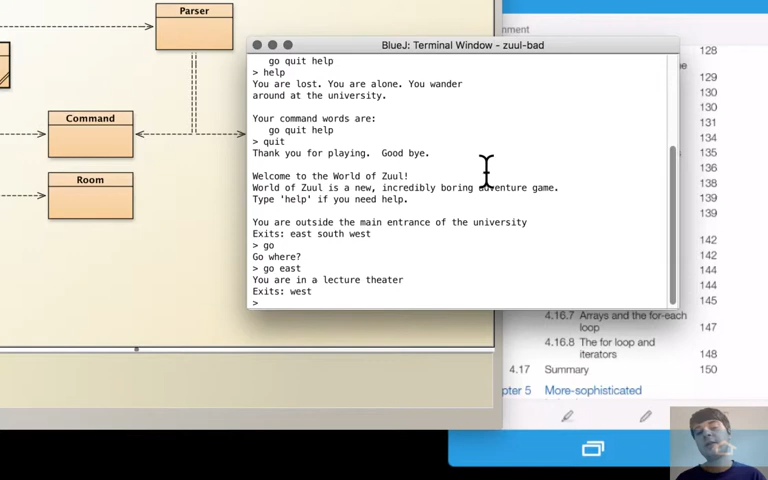 Parser
Command
Room
BlueJ: Terminal Window - zuul-bad
go quit help
> help
You are lost. You are alone. You wander
around at the university.
Your command words are:
go quit help
> quit
Thank you for playing.  Good bye.
Welcome to the World of Zuul!
World of Zuul is a new, incredibly boring adventure game.
Type 'help' if you need help.
You are outside the main entrance of the university
Exits: east south west
> go
Go where?
> go east
You are in a lecture theater
Exits: west
>
nment
128
129
130
130
131
134
135
136
138
139
139
142
142
144
144
145
4.16.7 Arrays and the for-each
loop 147
4.16.8 The for loop and
iterators 148
4.17 Summary 150
pter 5 More-sophisticated